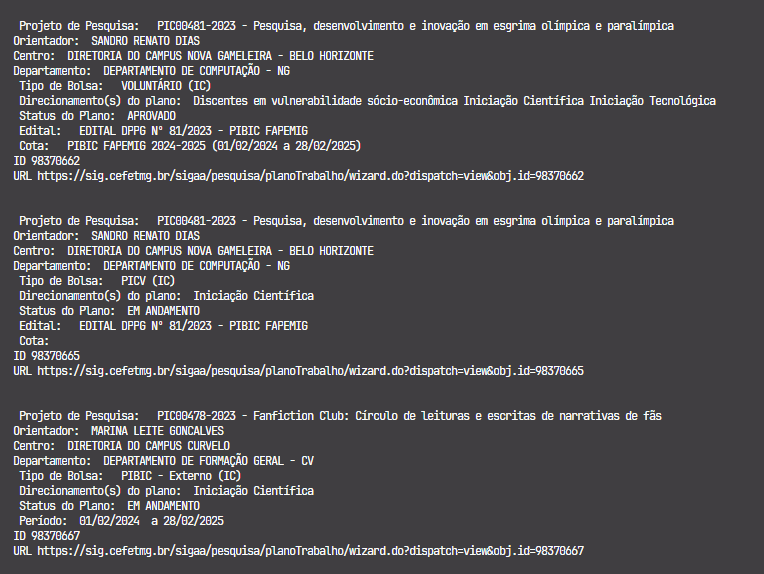 Projeto de Pesquisa: PIC00481-2023 - Pesquisa, desenvolvimento e inovação em esgrima olímpica e paralímpica
Orientador: SANDRO RENATO DIAS
Centro: DIRETORIA DO CAMPUS NOVA GAMELEIRA - BELO HORIZONTE
Departamento: DEPARTAMENTO DE COMPUTAÇÃO - NG
Tipo de Bolsa: VOLUNTÁRIO (IC)
Direcionamento(s) do plano: Discentes em vulnerabilidade sócio-econômica Iniciação Científica Iniciação Tecnológica
Status do Plano: APROVADO
Edital: EDITAL DPPG Nº 81/2023 - PIBIC FAPEMIG
Cota: PIBIC FAPEMIG 2024-2025 (01/02/2024 a 28/02/2025)
ID 98370662
URL https://sig.cefetmg.br/sigaa/pesquisa/planoTrabalho/wizard.do?dispatch=view&obj.id=98370662
Projeto de Pesquisa: PIC00481-2023 - Pesquisa, desenvolvimento e inovação em esgrima olímpica e paralímpica
Orientador: SANDRO RENATO DIAS
Centro: DIRETORIA DO CAMPUS NOVA GAMELEIRA - BELO HORIZONTE
Departamento: DEPARTAMENTO DE COMPUTAÇÃO - NG
Tipo de Bolsa: PICV (IC)
Direcionamento(s) do plano: Iniciação Científica
Status do Plano: EM ANDAMENTO
Edital: EDITAL DPPG Nº 81/2023 - PIBIC FAPEMIG
Cota:
ID 98370665
URL https://sig.cefetmg.br/sigaa/pesquisa/planoTrabalho/wizard.do?dispatch=view&obj.id=98370665
Projeto de Pesquisa: PIC00478-2023 - Fanfiction Club: Círculo de leituras e escritas de narrativas de fãs
Orientador: MARINA LEITE GONCALVES
Centro: DIRETORIA DO CAMPUS CURVELO
Departamento: DEPARTAMENTO DE FORMAÇÃO GERAL - CV
Tipo de Bolsa: PIBIC - Externo (IC)
Direcionamento(s) do plano: Iniciação Científica
Status do Plano: EM ANDAMENTO
Período: 01/02/2024 a 28/02/2025
ID 98370667
URL https://sig.cefetmg.br/sigaa/pesquisa/planoTrabalho/wizard.do?dispatch=view&obj.id=98370667